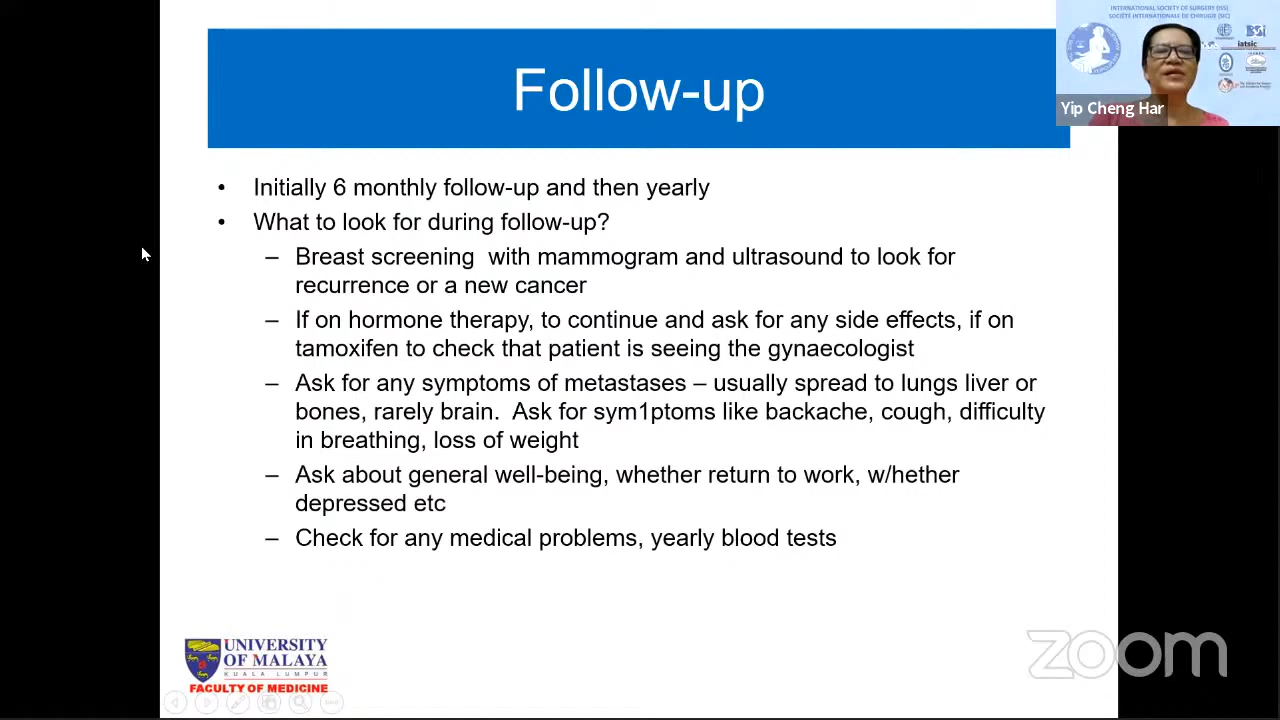 INTERNATIONAL SOCIETY OF SURGERY (ISS)
SOCIÉTÉ INTERNATIONALE DE CHIRUGIE (SIC)
iatsic
Yip Cheng Har
Follow-up
• Initially 6 monthly follow-up and then yearly
• What to look for during follow-up?
– Breast screening with mammogram and ultrasound to look for
recurrence or a new cancer
– If on hormone therapy, to continue and ask for any side effects, if on
tamoxifen to check that patient is seeing the gynaecologist
– Ask for any symptoms of metastases – usually spread to lungs liver or
bones, rarely brain. Ask for sym1ptoms like backache, cough, difficulty
in breathing, loss of weight
– Ask about general well-being, whether return to work, w/hether
depressed etc
– Check for any medical problems, yearly blood tests
UNIVERSITY
OF MALAYA
KUALA LUMPUR
FACULTY OF MEDICINE
zoom